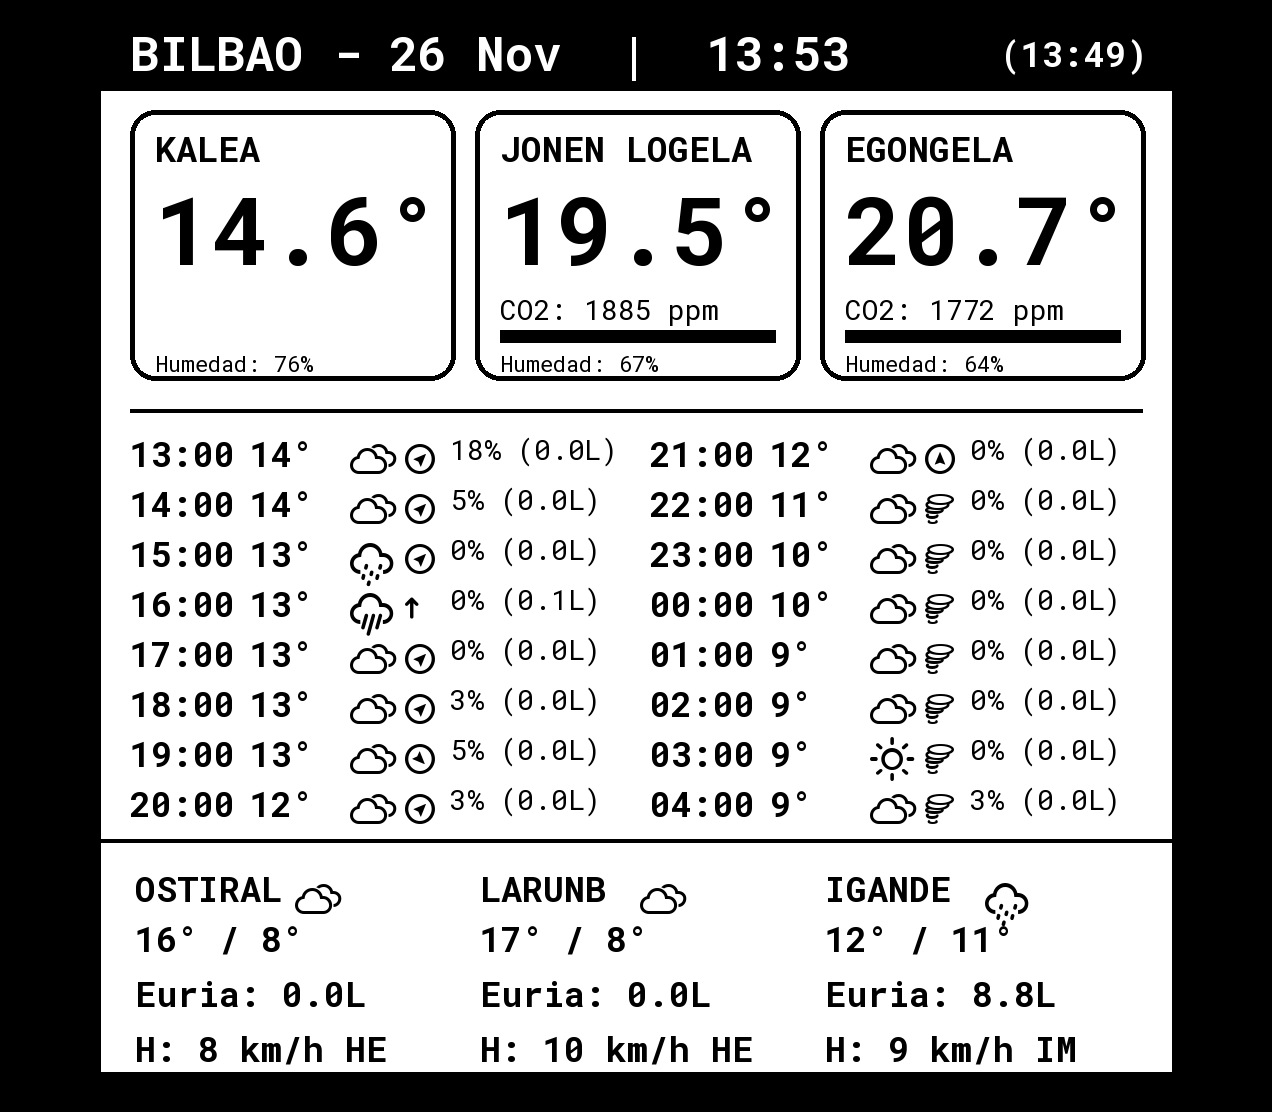 BILBAO - 26 Nov | 13:53 (13:49)
KALEA
14.6°
Humedad: 76%
JONEN LOGELA
19.5°
CO2: 1885 ppm
Humedad: 67%
EGONGELA
20.7°
CO2: 1772 ppm
Humedad: 64%
13:00 14° 18% (0.0L)
14:00 14° 5% (0.0L)
15:00 13° 0% (0.0L)
16:00 13° 0% (0.1L)
17:00 13° 0% (0.0L)
18:00 13° 3% (0.0L)
19:00 13° 5% (0.0L)
20:00 12° 3% (0.0L)
21:00 12° 0% (0.0L)
22:00 11° 0% (0.0L)
23:00 10° 0% (0.0L)
00:00 10° 0% (0.0L)
01:00 9° 0% (0.0L)
02:00 9° 0% (0.0L)
03:00 9° 0% (0.0L)
04:00 9° 3% (0.0L)
OSTIRAL
16° / 8°
Euria: 0.0L
H: 8 km/h HE
LARUNB
17° / 8°
Euria: 0.0L
H: 10 km/h HE
IGANDE
12° / 11°
Euria: 8.8L
H: 9 km/h IM